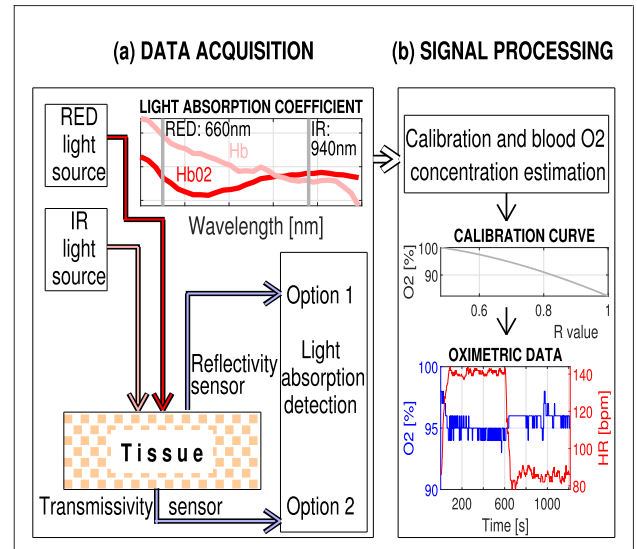 (a) DATA ACQUISITION
RED
light
source
IR
light
source
LIGHT ABSORPTION COEFFICIENT
RED: 660nm
IR:
940nm
Hb
Hb02
Wavelength [nm]
Option 1
Reflectivity
sensor
Light
absorption
detection
Tissue
Transmissivity sensor
Option 2
(b) SIGNAL PROCESSING
Calibration and blood O2
concentration estimation
CALIBRATION CURVE
O2 [%]
100
90
0.6 0.8 1
R value
OXIMETRIC DATA
O2 [%]
100
95
90
140
120
100
80
HR [bpm]
200 600 1000
Time [s]